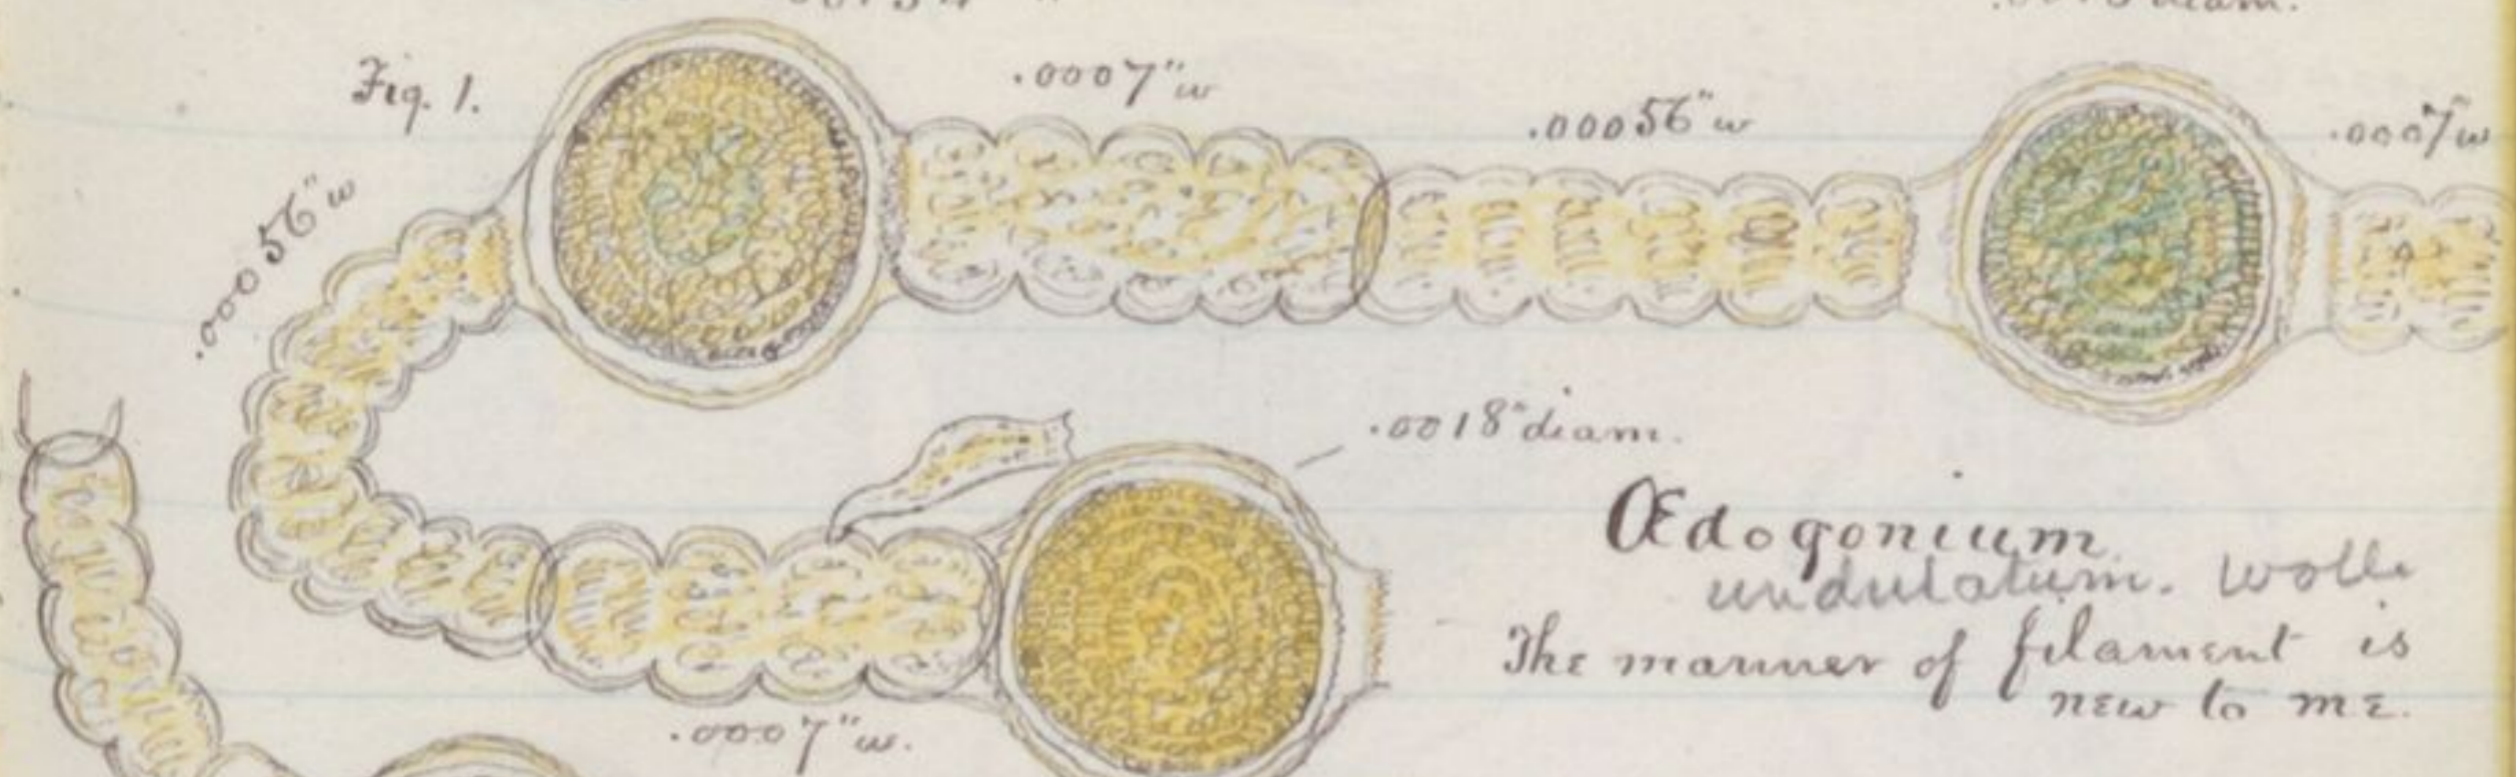 Fig. 1.
.0007" w
.00056" w
.0007" w
.00056" w
.0018" diam.
Œdogonium
undulatum. Wolle
The manner of filament is
new to me.
.0007" w.